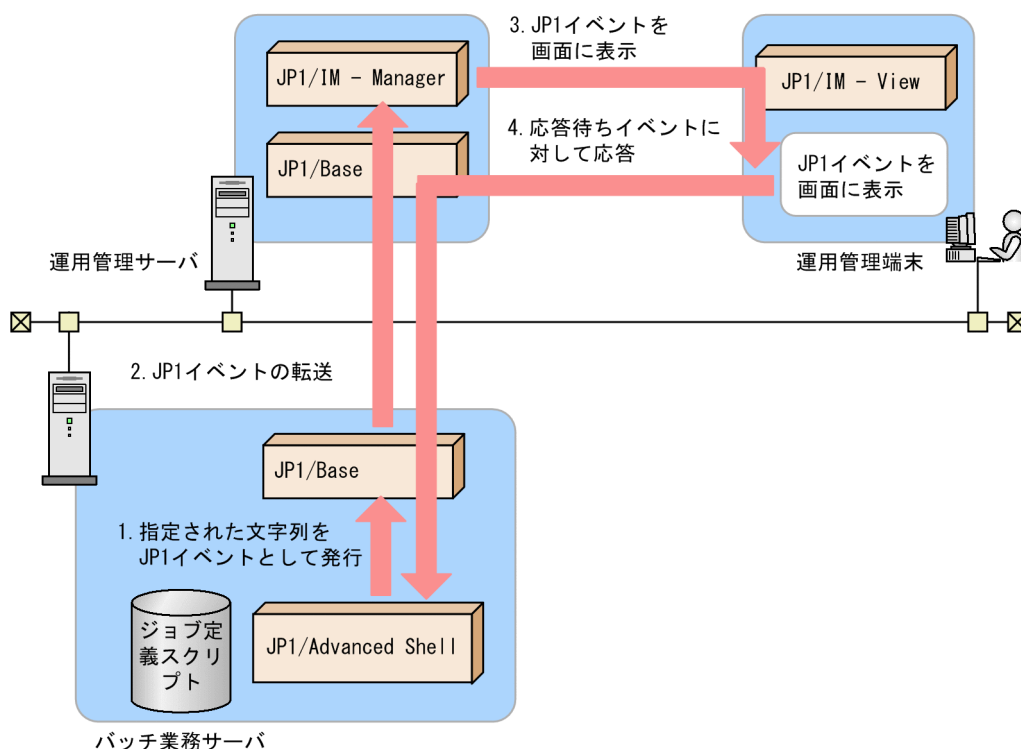 3. JP1イベントを
画面に表示
JP1/IM - Manager
JP1/IM - View
4. 応答待ちイベントに
対して応答
JP1/Base
JP1イベントを
画面に表示
運用管理サーバ
運用管理端末
2. JP1イベントの転送
JP1/Base
1. 指定された文字列を
JP1イベントとして発行
ジョブ定
義スクリ
プト
JP1/Advanced Shell
バッチ業務サーバ